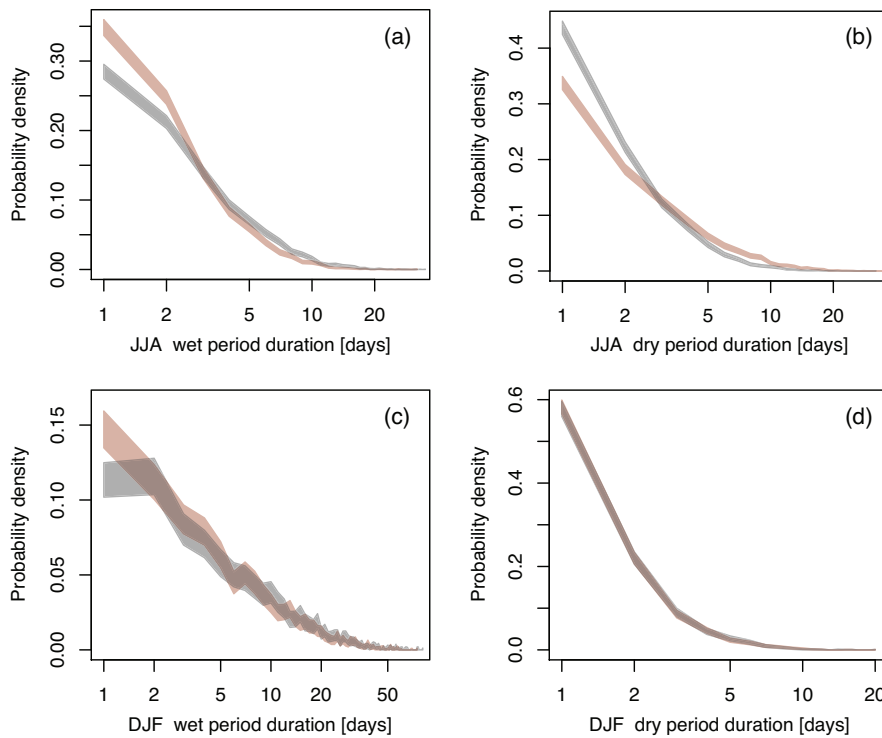 (a)
Probability density
0.00 0.10 0.20 0.30
1 2 5 10 20
JJA wet period duration [days]
(b)
Probability density
0.0 0.1 0.2 0.3 0.4
1 2 5 10 20
JJA dry period duration [days]
(c)
Probability density
0.00 0.05 0.10 0.15
1 2 5 10 20 50
DJF wet period duration [days]
(d)
Probability density
0.0 0.2 0.4 0.6
1 2 5 10 20
DJF dry period duration [days]